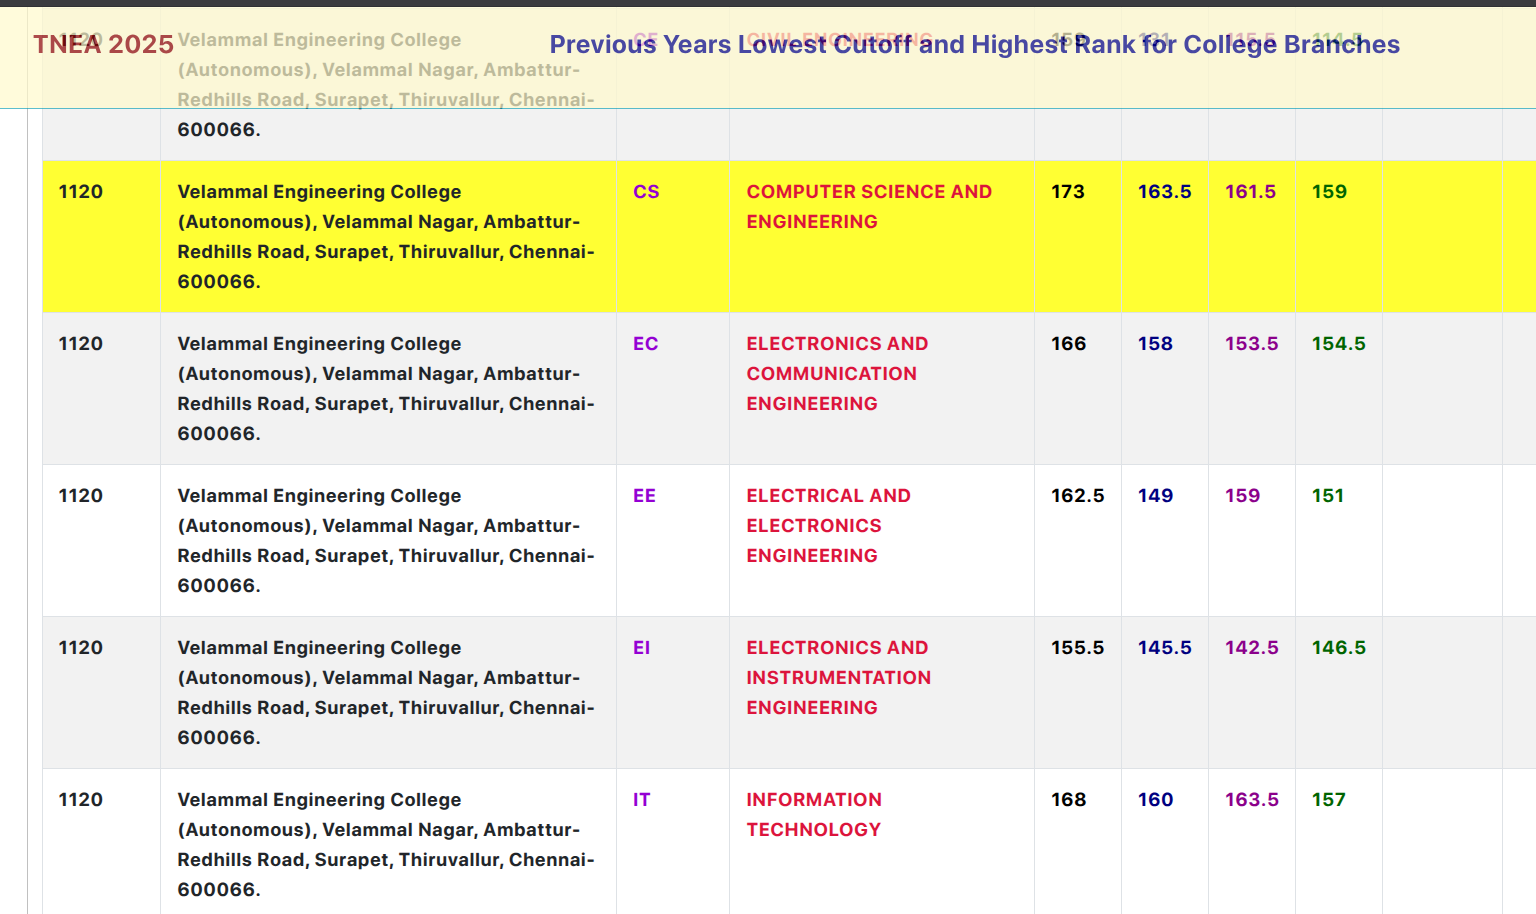 TNEA 2025 Previous Years Lowest Cutoff and Highest Rank for College Branches
1120 Velammal Engineering College CE CIVIL ENGINEERING 114.5
(Autonomous), Velammal Nagar, Ambattur-
Redhills Road, Surapet, Thiruvallur, Chennai-
600066.
1120 Velammal Engineering College CS COMPUTER SCIENCE AND 173 163.5 161.5 159
(Autonomous), Velammal Nagar, Ambattur- ENGINEERING
Redhills Road, Surapet, Thiruvallur, Chennai-
600066.
1120 Velammal Engineering College EC ELECTRONICS AND 166 158 153.5 154.5
(Autonomous), Velammal Nagar, Ambattur- COMMUNICATION
Redhills Road, Surapet, Thiruvallur, Chennai- ENGINEERING
600066.
1120 Velammal Engineering College EE ELECTRICAL AND 162.5 149 159 151
(Autonomous), Velammal Nagar, Ambattur- ELECTRONICS
Redhills Road, Surapet, Thiruvallur, Chennai- ENGINEERING
600066.
1120 Velammal Engineering College EI ELECTRONICS AND 155.5 145.5 142.5 146.5
(Autonomous), Velammal Nagar, Ambattur- INSTRUMENTATION
Redhills Road, Surapet, Thiruvallur, Chennai- ENGINEERING
600066.
1120 Velammal Engineering College IT INFORMATION 168 160 163.5 157
(Autonomous), Velammal Nagar, Ambattur- TECHNOLOGY
Redhills Road, Surapet, Thiruvallur, Chennai-
600066.